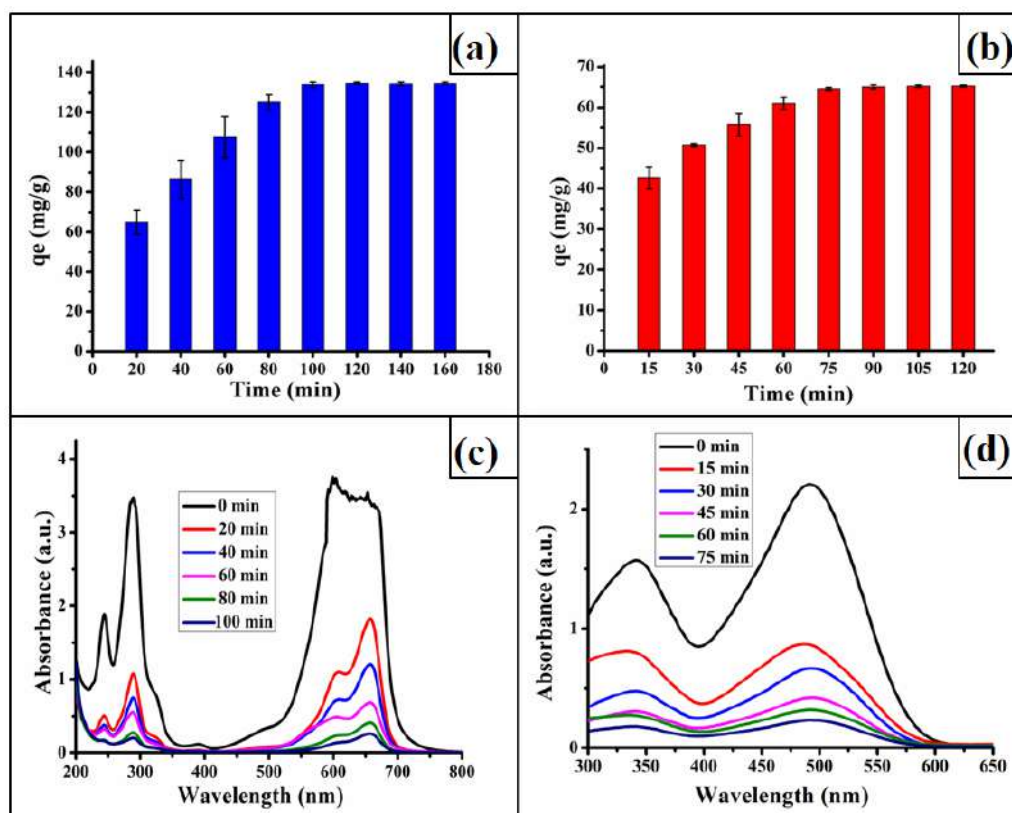 (a)
140
120
100
80
60
40
20
0
qe (mg/g)
0 20 40 60 80 100 120 140 160 180
Time (min)
(b)
70
60
50
40
30
20
10
0
qe (mg/g)
0 15 30 45 60 75 90 105 120
Time (min)
(c)
4
3
2
1
0
Absorbance (a.u.)
0 min
20 min
40 min
60 min
80 min
100 min
200 300 400 500 600 700 800
Wavelength (nm)
(d)
2
1
0
Absorbance (a.u.)
0 min
15 min
30 min
45 min
60 min
75 min
300 350 400 450 500 550 600 650
Wavelength (nm)